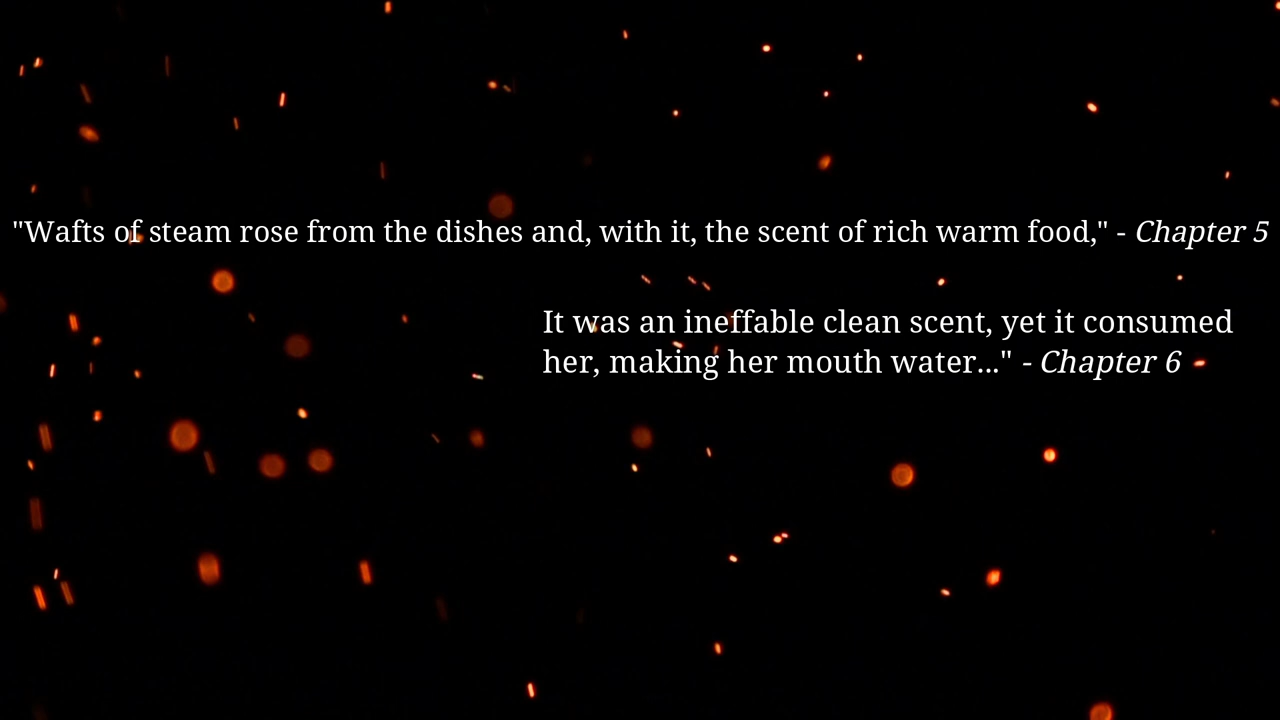 "Wafts of steam rose from the dishes and, with it, the scent of rich warm food," - Chapter 5
It was an ineffable clean scent, yet it consumed
her, making her mouth water..." - Chapter 6